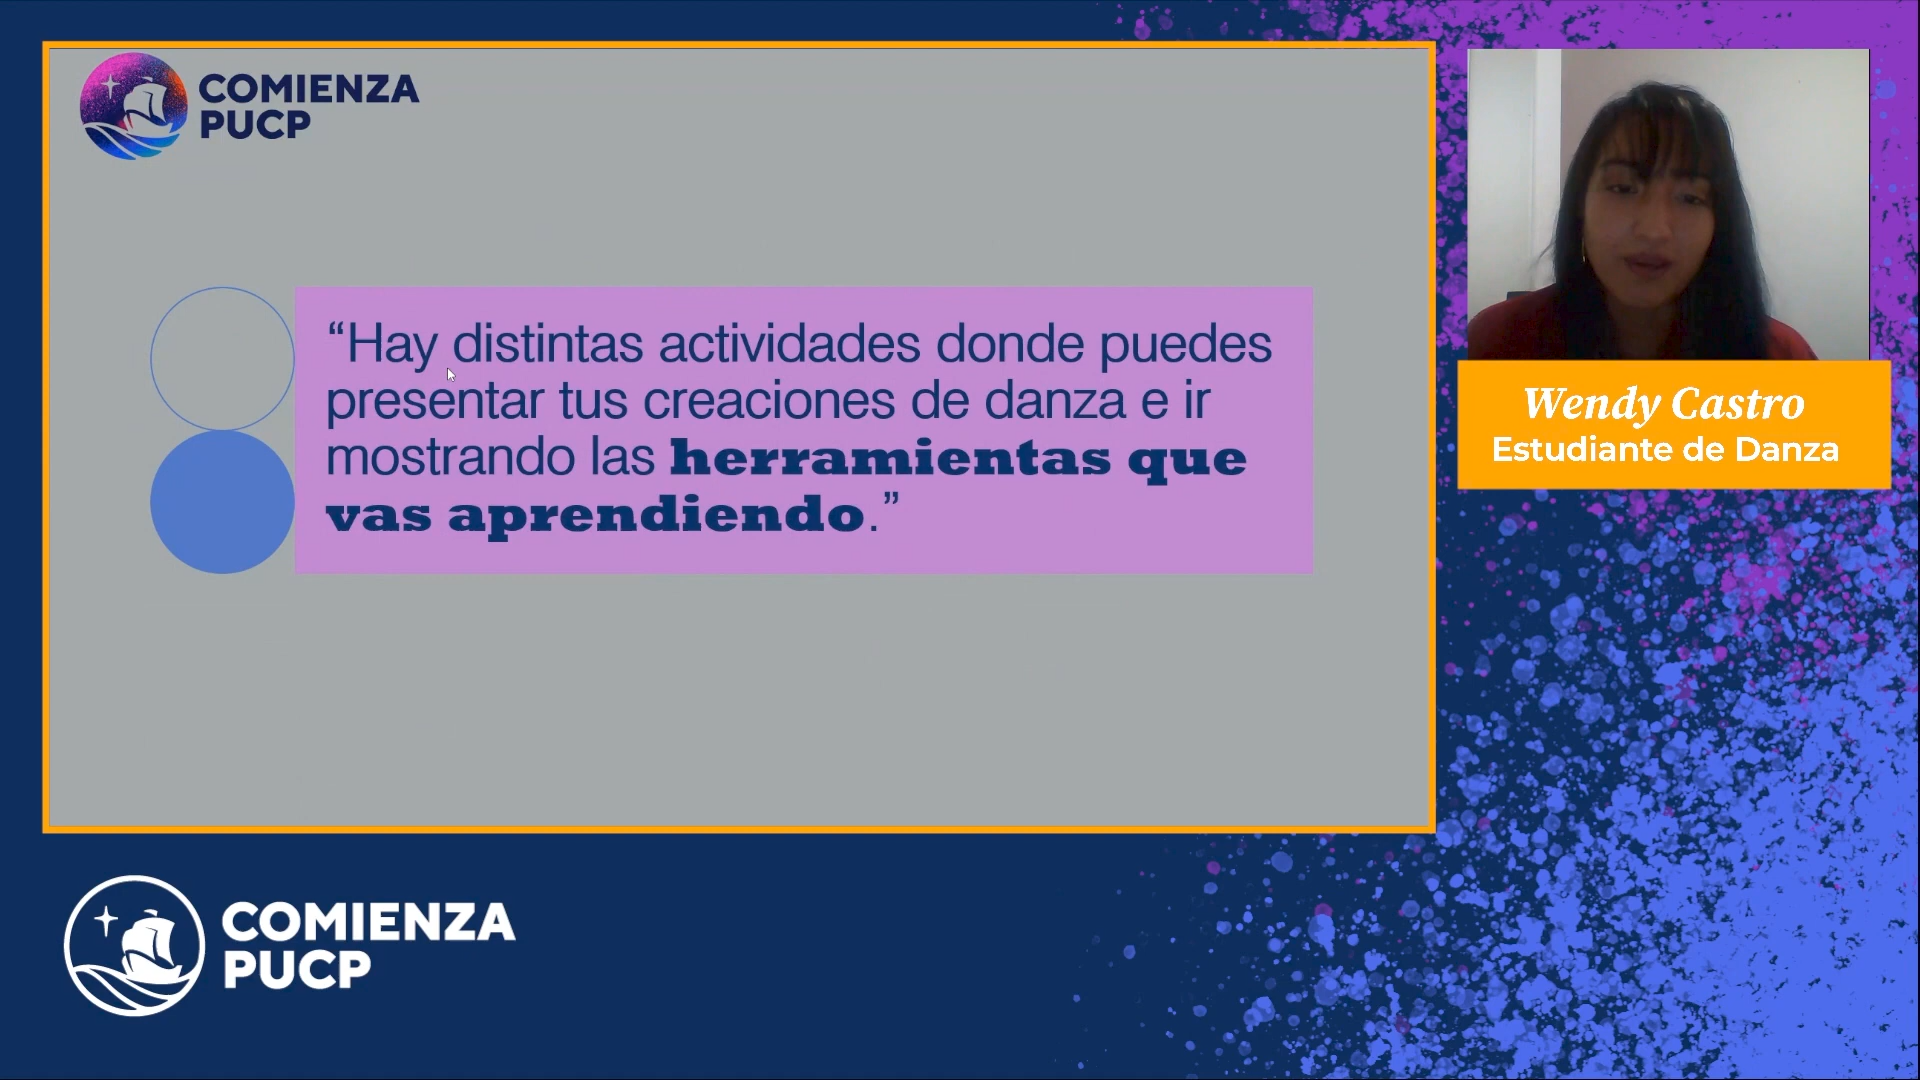 COMIENZA
PUCP
“Hay distintas actividades donde puedes
presentar tus creaciones de danza e ir
mostrando las herramientas que
vas aprendiendo.”
Wendy Castro
Estudiante de Danza
COMIENZA
PUCP